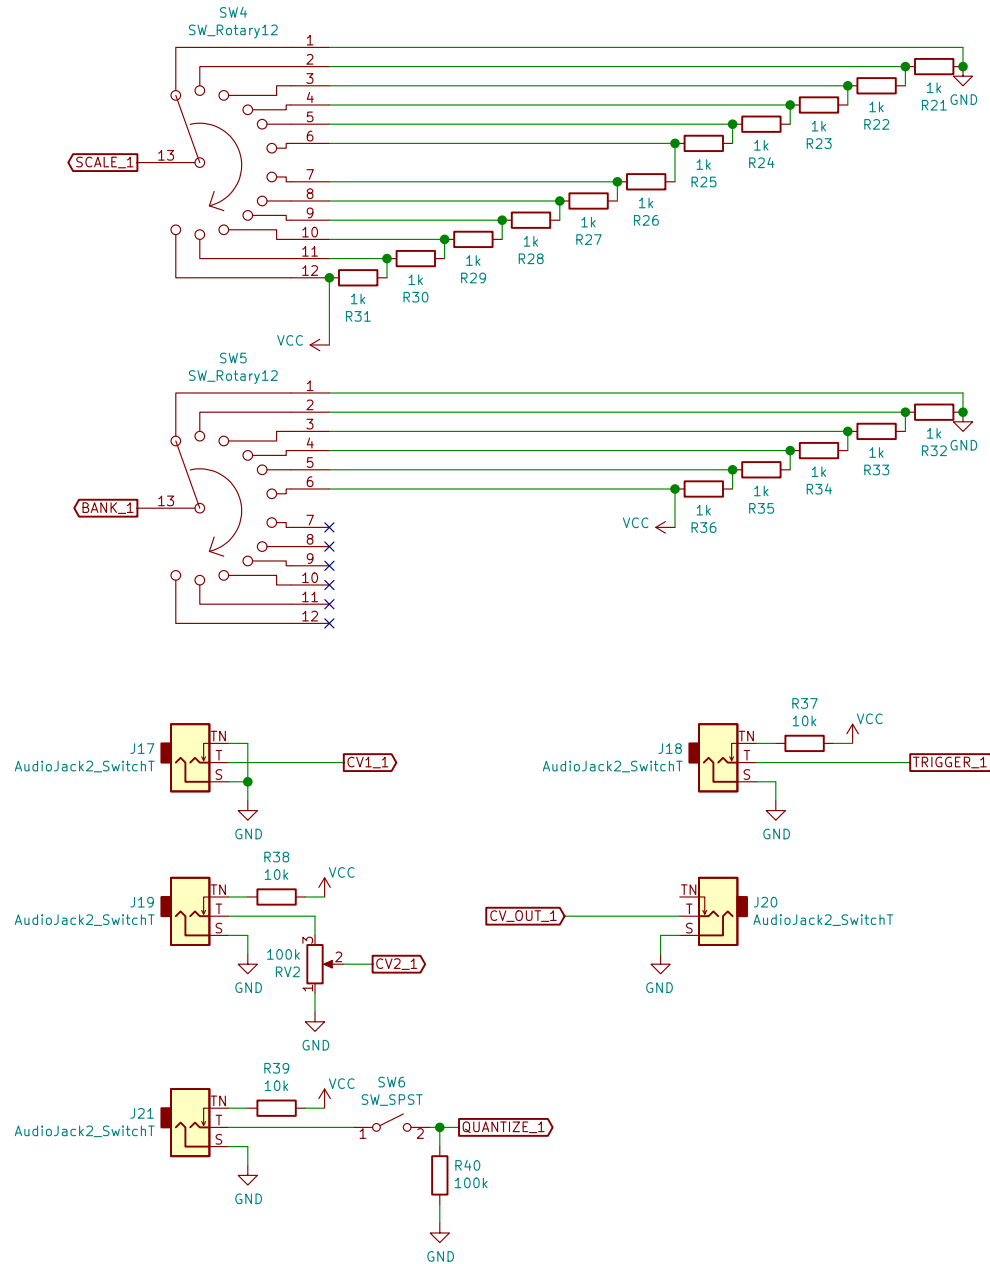 SW4
SW_Rotary12
1
2
3
4
5
6
7
8
9
10
11
12
13
SCALE_1
1k
R21
GND
1k
R22
1k
R23
1k
R24
1k
R25
1k
R26
1k
R27
1k
R28
1k
R29
1k
R30
1k
R31
VCC
SW5
SW_Rotary12
1
2
3
4
5
6
7
8
9
10
11
12
13
BANK_1
1k
R32
GND
1k
R33
1k
R34
1k
R35
1k
R36
VCC
J17
AudioJack2_SwitchT
TN
T
S
CV1_1
GND
J18
AudioJack2_SwitchT
TN
T
S
R37
10k
VCC
TRIGGER_1
GND
J19
AudioJack2_SwitchT
TN
T
S
R38
10k
VCC
GND
100k
RV2
3
2
1
CV2_1
GND
CV_OUT_1
TN
T
S
J20
AudioJack2_SwitchT
GND
J21
AudioJack2_SwitchT
TN
T
S
R39
10k
VCC
GND
SW6
SW_SPST
1
2
QUANTIZE_1
R40
100k
GND